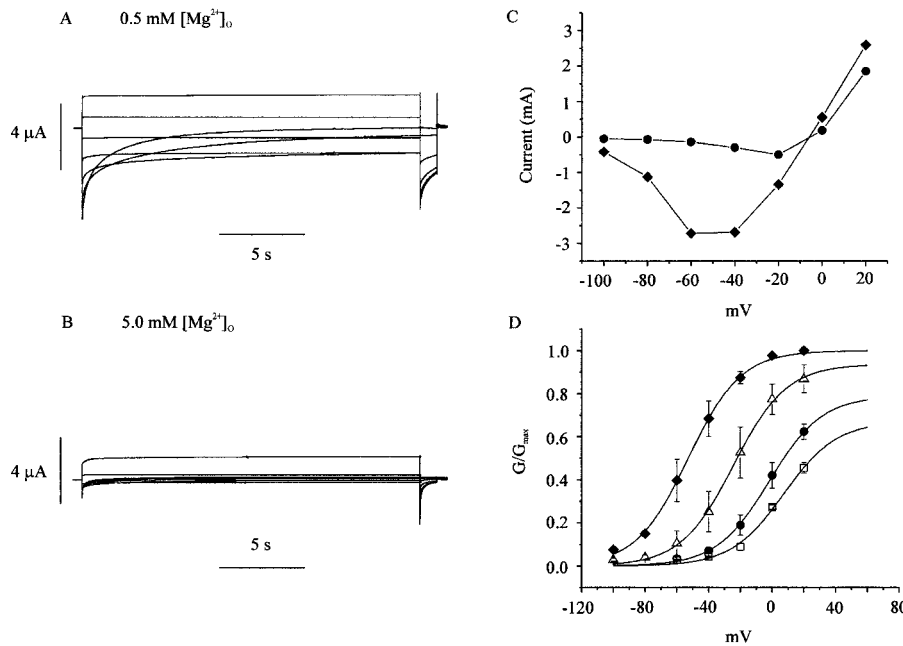 A 0.5 mM [Mg²⁺]ₒ
4 µA
5 s
B 5.0 mM [Mg²⁺]ₒ
4 µA
5 s
C
Current (mA)
3
2
1
0
-1
-2
-3
-100 -80 -60 -40 -20 0 20
mV
D
G/Gmax
1.0
0.8
0.6
0.4
0.2
0.0
-120 -80 -40 0 40 80
mV